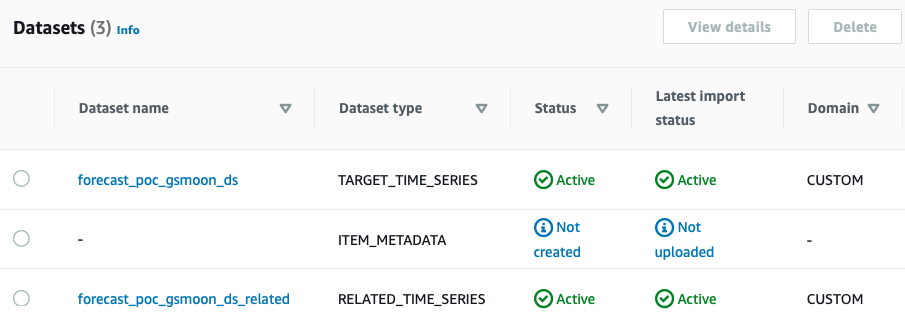 Datasets (3) Info
View details
Delete
Dataset name
Dataset type
Status
Latest import
status
Domain
forecast_poc_gsmoon_ds
TARGET_TIME_SERIES
Active
Active
CUSTOM
-
ITEM_METADATA
Not
created
Not
uploaded
-
forecast_poc_gsmoon_ds_related
RELATED_TIME_SERIES
Active
Active
CUSTOM